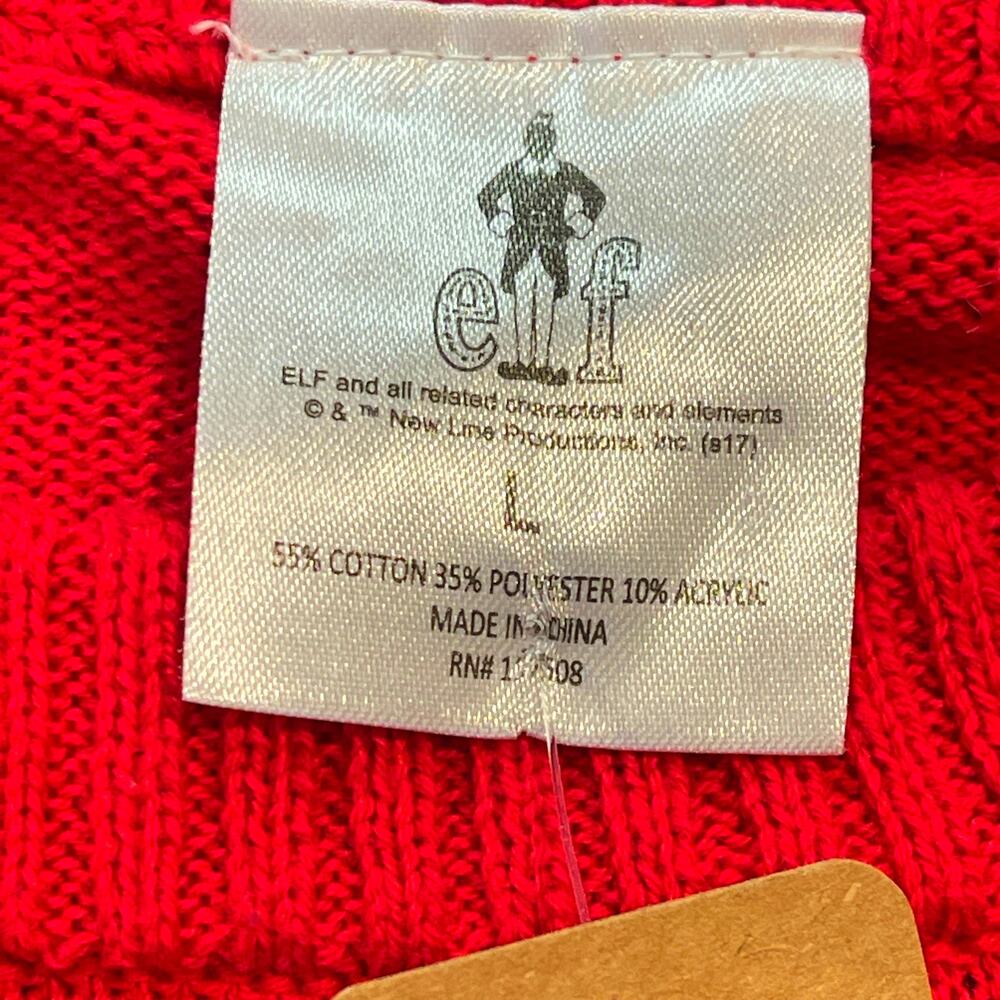 elf
ELF and all related characters and elements
© & ™ New Line Productions, Inc. (s17)
L
55% COTTON 35% POLYESTER 10% ACRYLIC
MADE IN CHINA
RN#